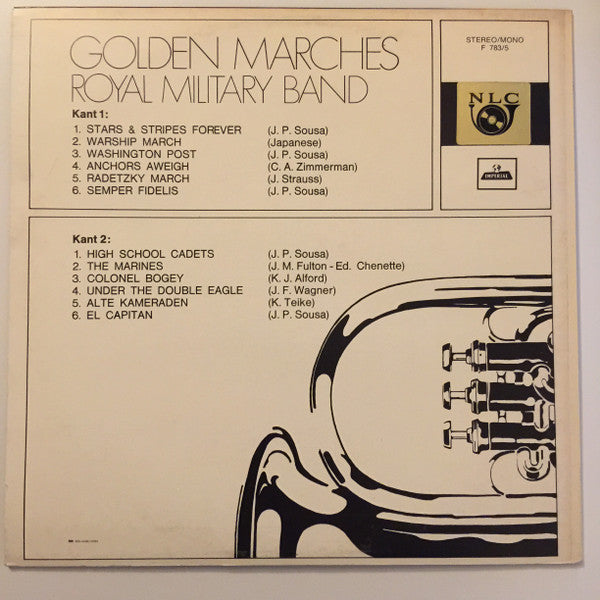 GOLDEN MARCHES
ROYAL MILITARY BAND
STEREO/MONO
F 783/5
NLC
IMPERIAL
Kant 1:
1. STARS & STRIPES FOREVER (J. P. Sousa)
2. WARSHIP MARCH (Japanese)
3. WASHINGTON POST (J. P. Sousa)
4. ANCHORS AWEIGH (C. A. Zimmerman)
5. RADETZKY MARCH (J. Strauss)
6. SEMPER FIDELIS (J. P. Sousa)
Kant 2:
1. HIGH SCHOOL CADETS (J. P. Sousa)
2. THE MARINES (J. M. Fulton - Ed. Chenette)
3. COLONEL BOGEY (K. J. Alford)
4. UNDER THE DOUBLE EAGLE (J. F. Wagner)
5. ALTE KAMERADEN (K. Teike)
6. EL CAPITAN (J. P. Sousa)